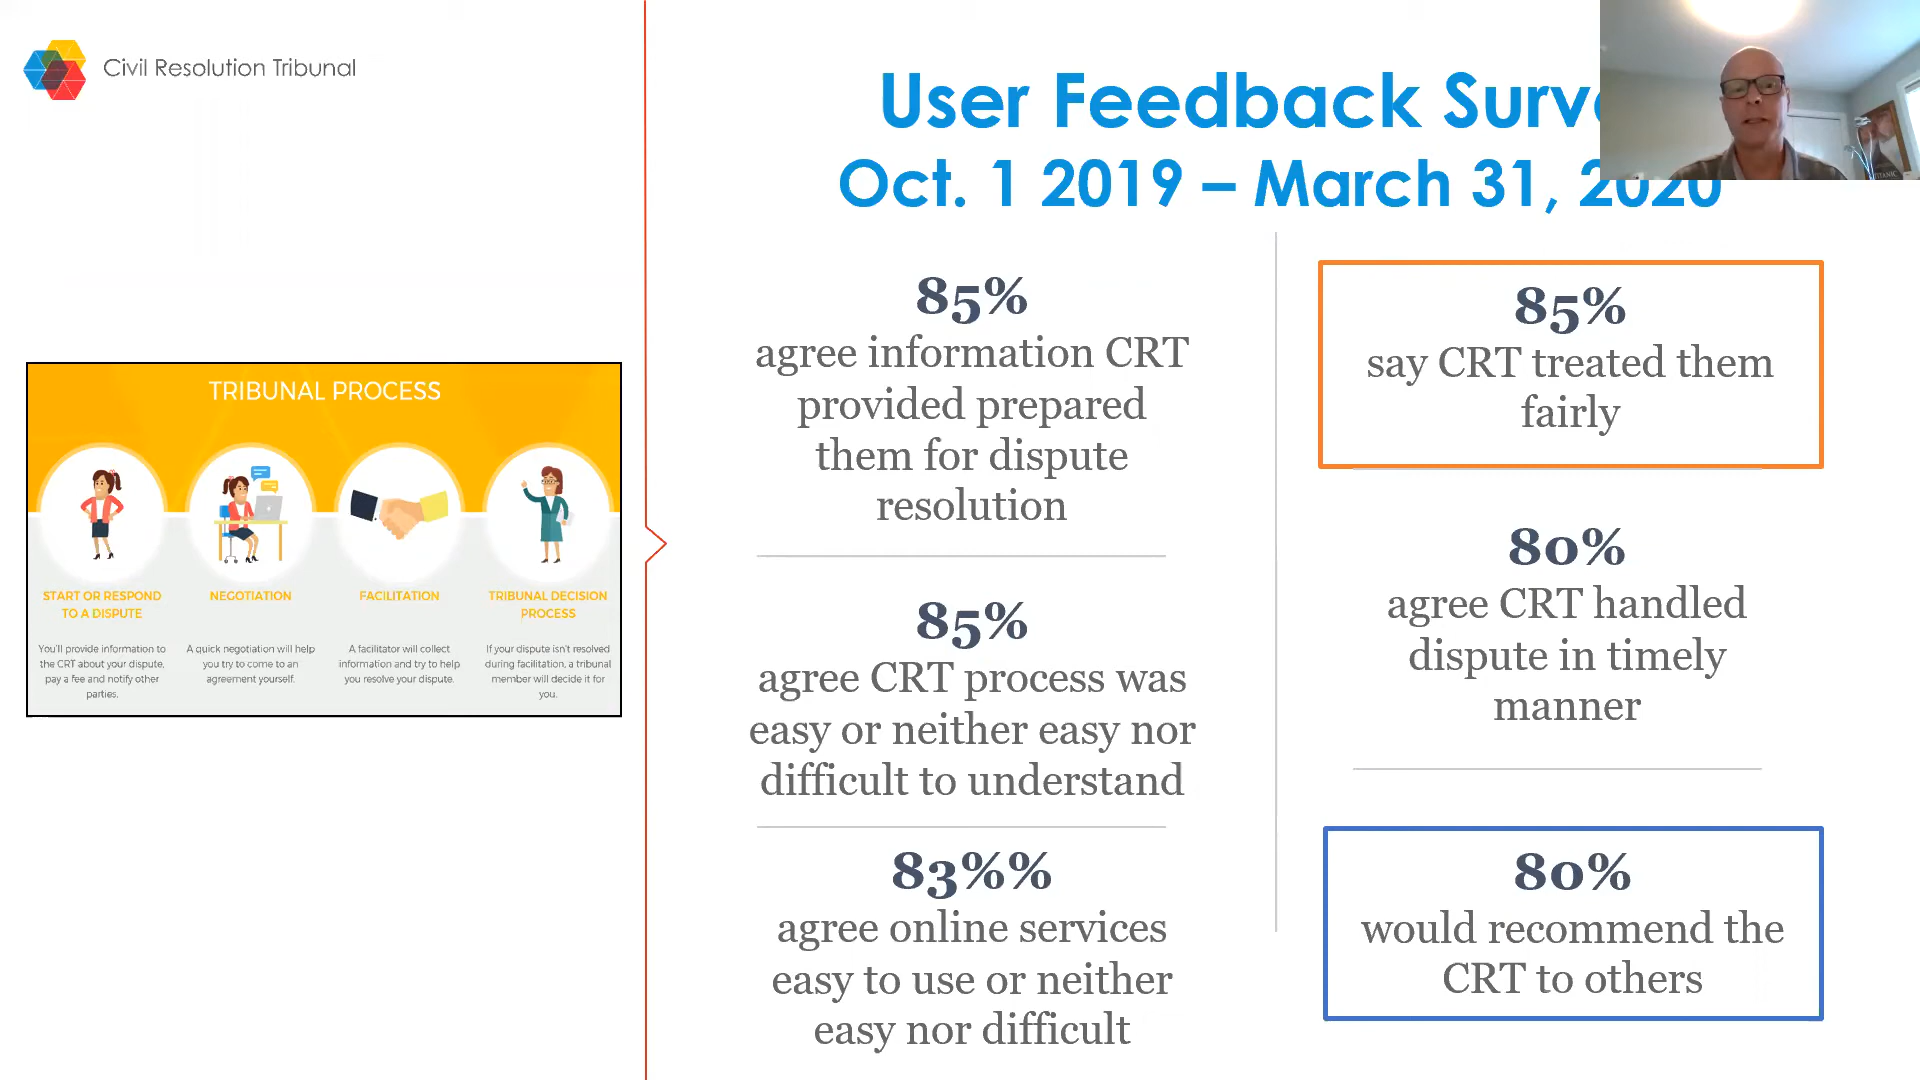 Civil Resolution Tribunal
User Feedback Surv
Oct. 1 2019 – March 31, 2020
TRIBUNAL PROCESS
START OR RESPOND
TO A DISPUTE
You'll provide information to
the CRT about your dispute,
pay a fee and notify other
parties.
NEGOTIATION
A quick negotiation will help
you try to come to an
agreement yourself.
FACILITATION
A facilitator will collect
information and try to help
you resolve your dispute.
TRIBUNAL DECISION
PROCESS
If your dispute isn't resolved
during facilitation, a tribunal
member will decide it for
you.
85%
agree information CRT
provided prepared
them for dispute
resolution
85%
agree CRT process was
easy or neither easy nor
difficult to understand
83%%
agree online services
easy to use or neither
easy nor difficult
85%
say CRT treated them
fairly
80%
agree CRT handled
dispute in timely
manner
80%
would recommend the
CRT to others
TITANIC